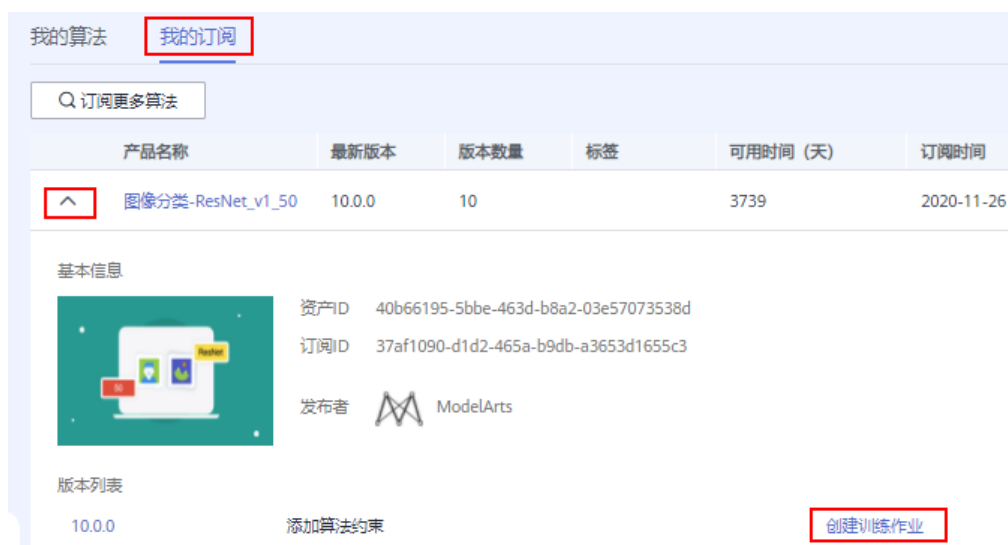 我的算法 我的订阅
订阅更多算法
产品名称 最新版本 版本数量 标签 可用时间（天） 订阅时间
图像分类-ResNet_v1_50 10.0.0 10 3739 2020-11-26
基本信息
资产ID 40b66195-5bbe-463d-b8a2-03e57073538d
订阅ID 37af1090-d1d2-465a-b9db-a3653d1655c3
ResNet
50
发布者 ModelArts
版本列表
10.0.0 添加算法约束 创建训练作业